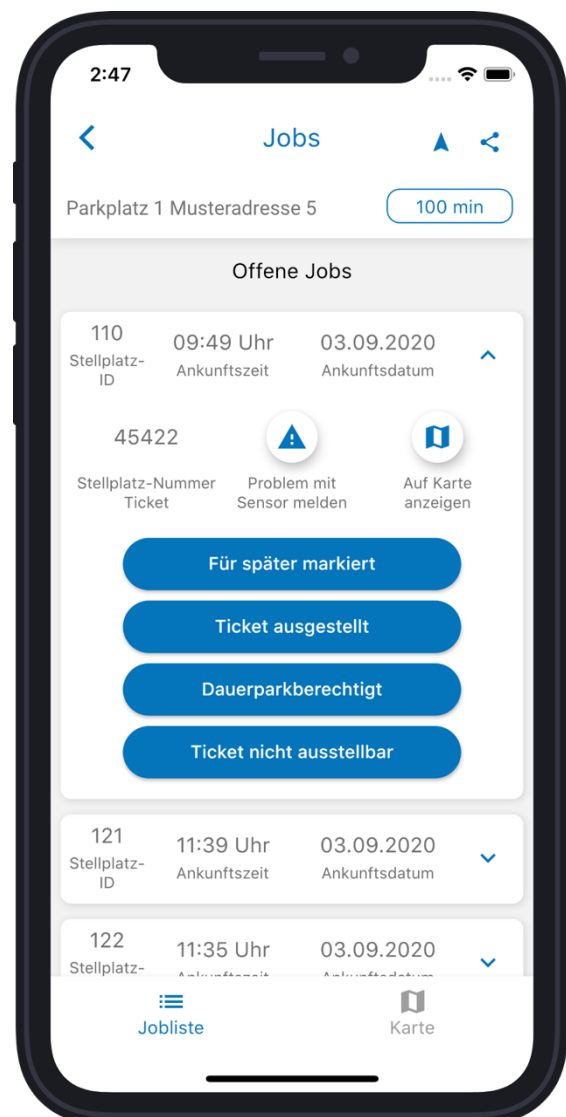 2:47
Jobs
Parkplatz 1 Musteradresse 5
100 min
Offene Jobs
110
Stellplatz-
ID
09:49 Uhr
Ankunftszeit
03.09.2020
Ankunftsdatum
45422
Stellplatz-Nummer
Ticket
Problem mit
Sensor melden
Auf Karte
anzeigen
Für später markiert
Ticket ausgestellt
Dauerparkberechtigt
Ticket nicht ausstellbar
121
Stellplatz-
ID
11:39 Uhr
Ankunftszeit
03.09.2020
Ankunftsdatum
122
Stellplatz-
11:35 Uhr
Ankunftszeit
03.09.2020
Ankunftsdatum
Jobliste
Karte